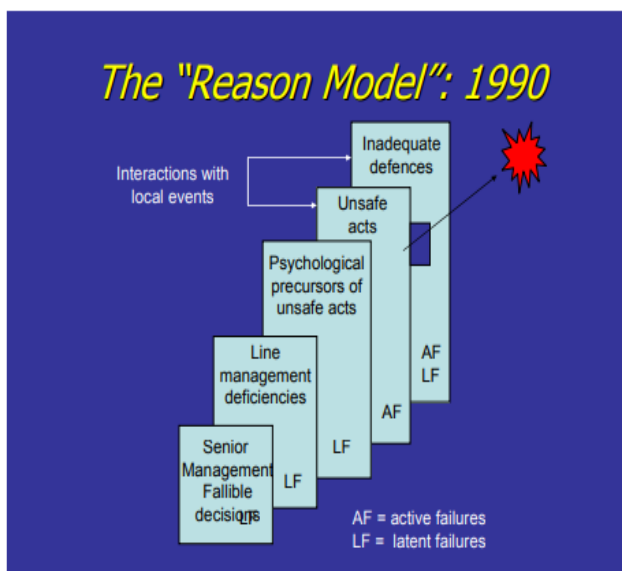 The "Reason Model": 1990
Inadequate
defences
Interactions with
local events
Unsafe
acts
Psychological
precursors of
unsafe acts
Line
management
deficiencies
Senior
Management
Fallible
decisions
LF
LF
LF
AF
AF
LF
AF = active failures
LF = latent failures